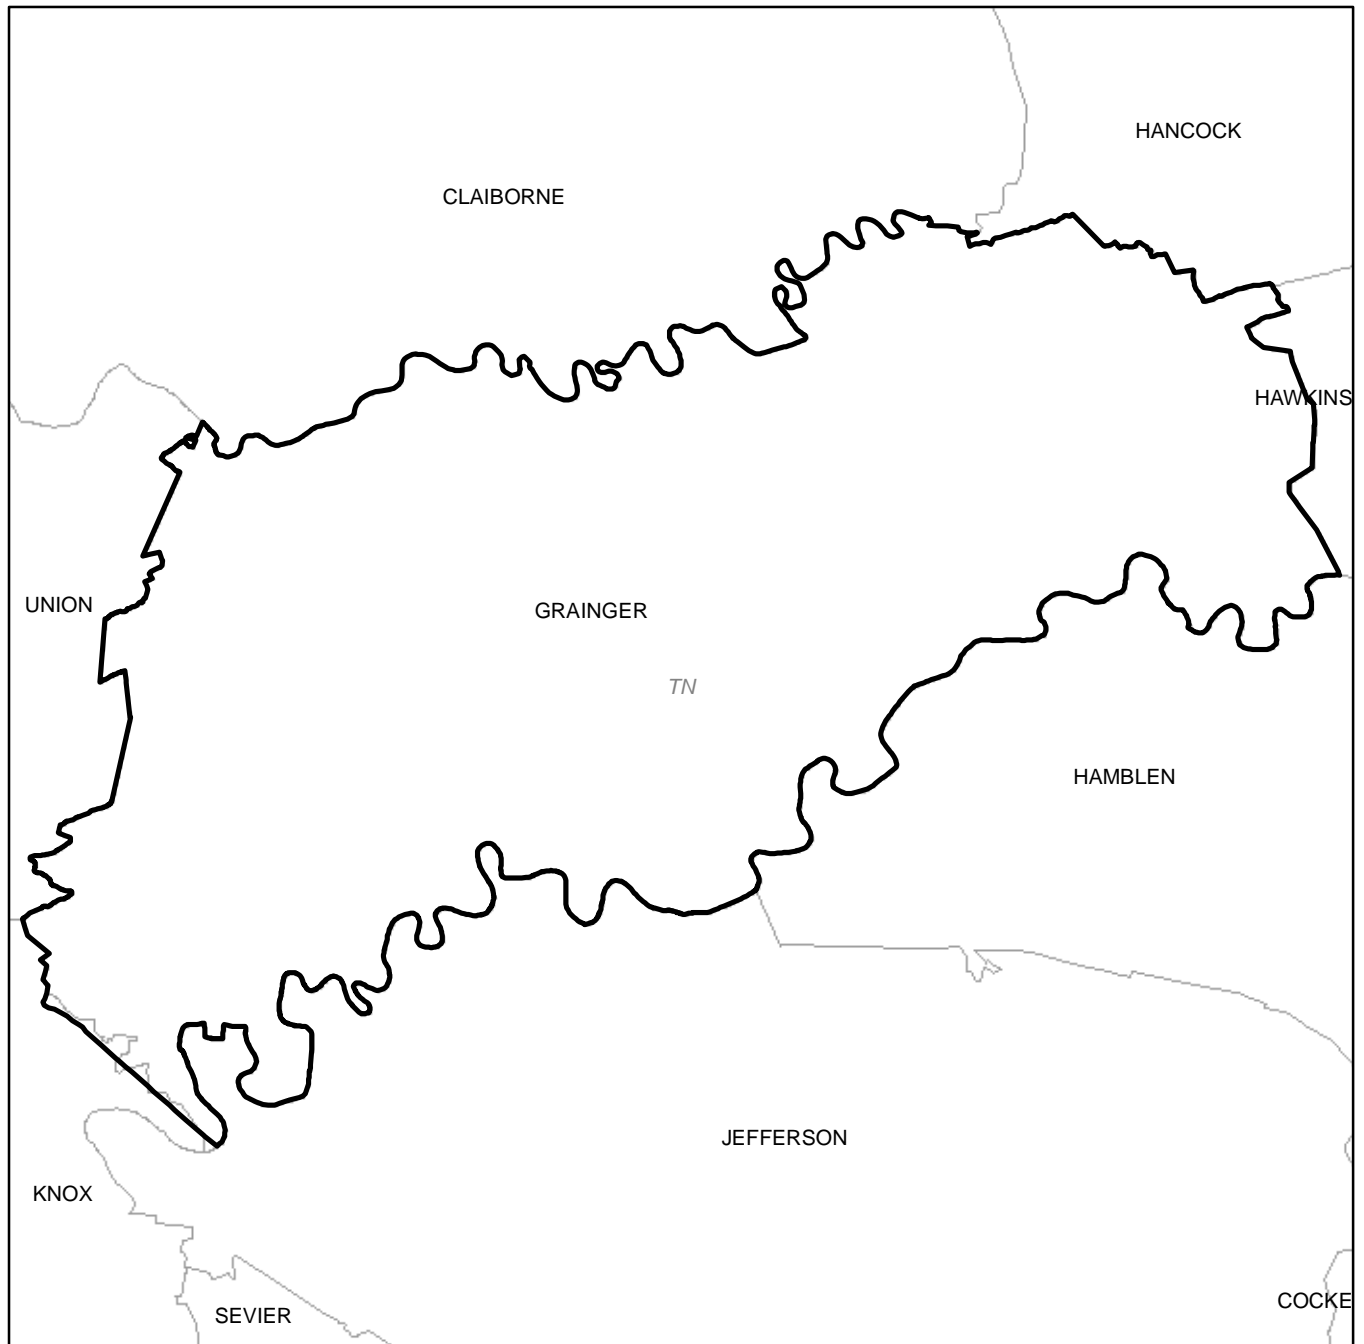 HANCOCK
CLAIBORNE
HAWKINS
UNION
GRAINGER
TN
HAMBLEN
JEFFERSON
KNOX
COCKE
SEVIER